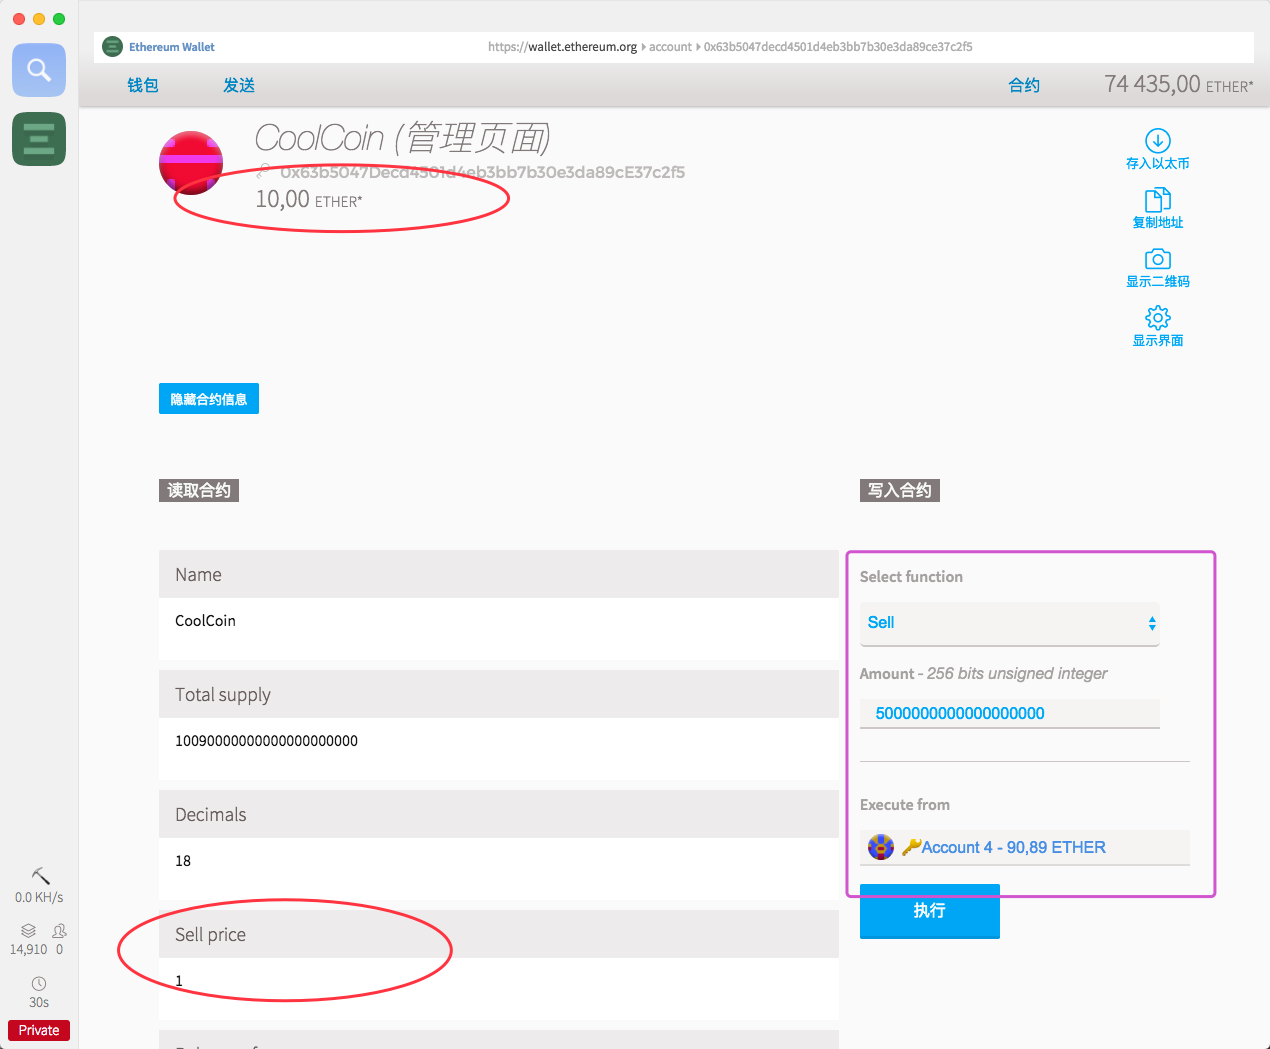 Ethereum Wallet
https://wallet.ethereum.org ▸ account ▸ 0x63b5047decd4501d4eb3bb7b30e3da89ce37c2f5
钱包 发送 合约 74 435,00 ETHER*
CoolCoin (管理页面)
0x63b5047Decd4501d4eb3bb7b30e3da89cE37c2f5
10,00 ETHER*
存入以太币
复制地址
显示二维码
显示界面
隐藏合约信息
读取合约
Name
CoolCoin
Total supply
10090000000000000000000
Decimals
18
Sell price
1
写入合约
Select function
Sell
Amount - 256 bits unsigned integer
5000000000000000000
Execute from
Account 4 - 90,89 ETHER
执行
0.0 KH/s
14,910 0
30s
Private